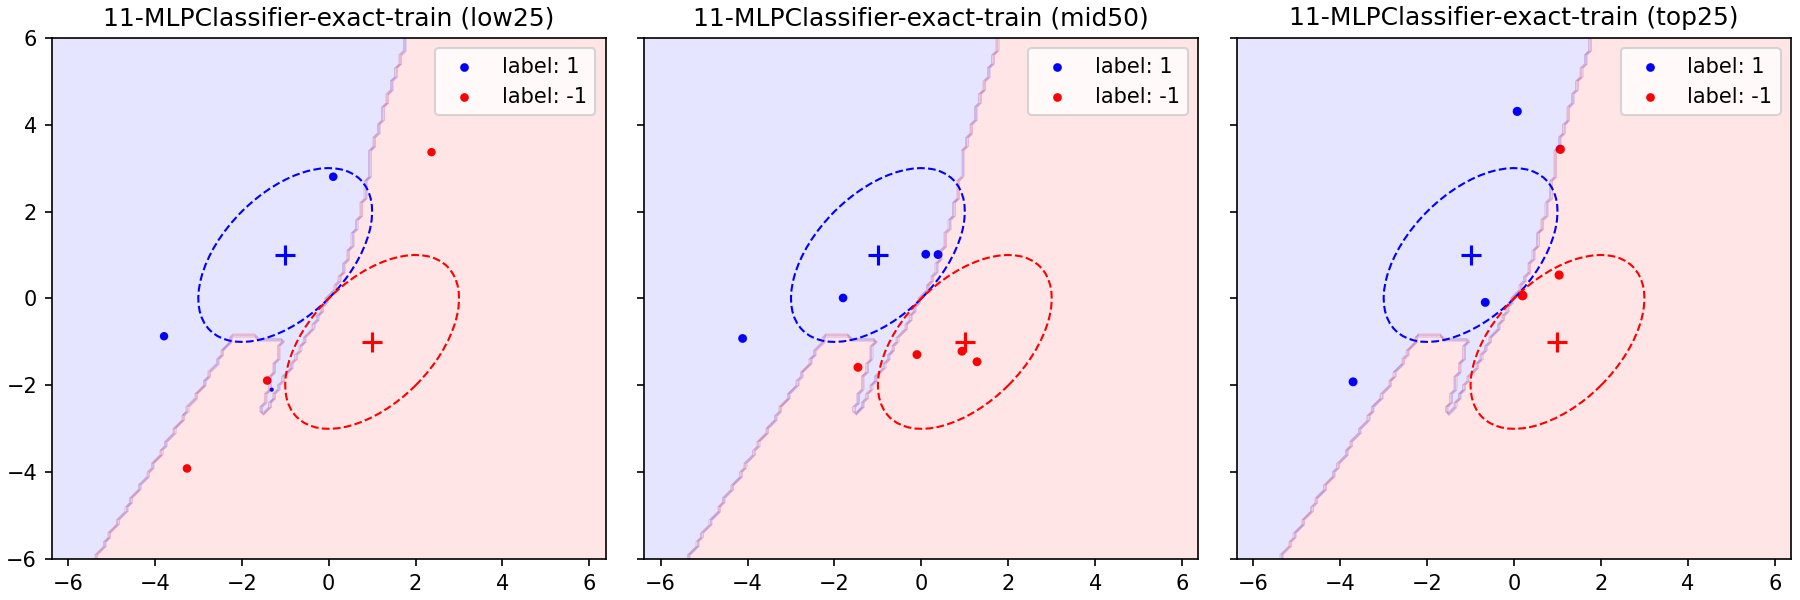 11-MLPClassifier-exact-train (low25)
11-MLPClassifier-exact-train (mid50)
11-MLPClassifier-exact-train (top25)
label: 1
label: -1
label: 1
label: -1
label: 1
label: -1
6
4
2
0
−2
−4
−6
−6 −4 −2 0 2 4 6
−6 −4 −2 0 2 4 6
−6 −4 −2 0 2 4 6